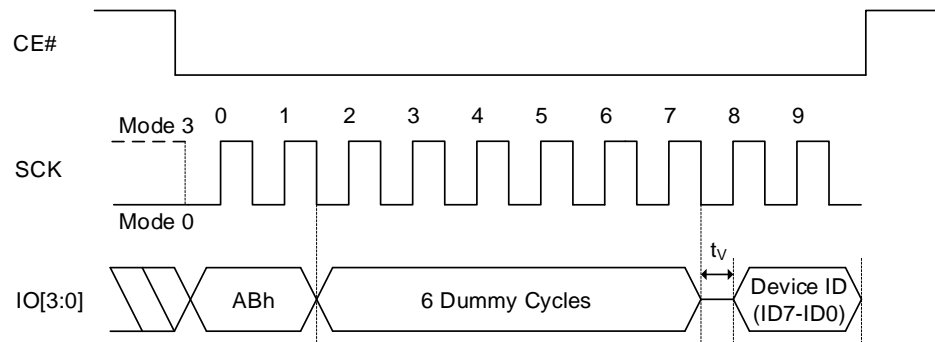 CE#
0 1 2 3 4 5 6 7 8 9
Mode 3
SCK
Mode 0
tV
IO[3:0]
ABh
6 Dummy Cycles
Device ID
(ID7-ID0)